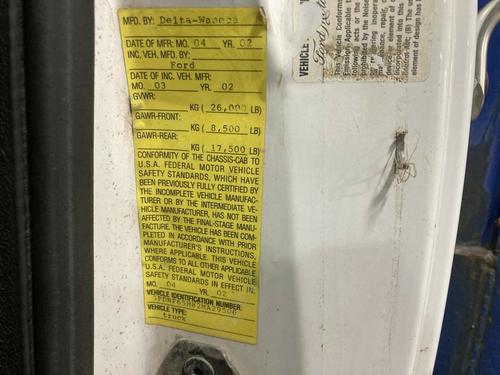 MFD. BY: Delta-Waseca
DATE OF MFR: MO. 04 YR. 02
INC. VEH. MFD. BY:
Ford
DATE OF INC. VEH. MFR:
MO. 03 YR. 02
GVWR:
KG ( 26,000 LB)
GAWR-FRONT:
KG ( 8,500 LB)
GAWR-REAR:
KG ( 17,500 LB)
CONFORMITY OF THE CHASSIS-CAB TO
U.S.A. FEDERAL MOTOR VEHICLE
SAFETY STANDARDS, WHICH HAVE
BEEN PREVIOUSLY FULLY CERTIFIED BY
THE INCOMPLETE VEHICLE MANUFAC-
TURER OR BY THE INTERMEDIATE VE-
HICLE MANUFACTURER, HAS NOT BEEN
AFFECTED BY THE FINAL-STAGE MANU-
FACTURE. THE VEHICLE HAS BEEN COM-
PLETED IN ACCORDANCE WITH PRIOR
MANUFACTURER'S INSTRUCTIONS,
WHERE APPLICABLE. THIS VEHICLE
CONFORMS TO ALL OTHER APPLICABLE
U.S.A. FEDERAL MOTOR VEHICLE
SAFETY STANDARDS IN EFFECT IN
MO. 04 YR. 02
VEHICLE IDENTIFICATION NUMBER:
VEHICLE TYPE:
truck
VEHICLE